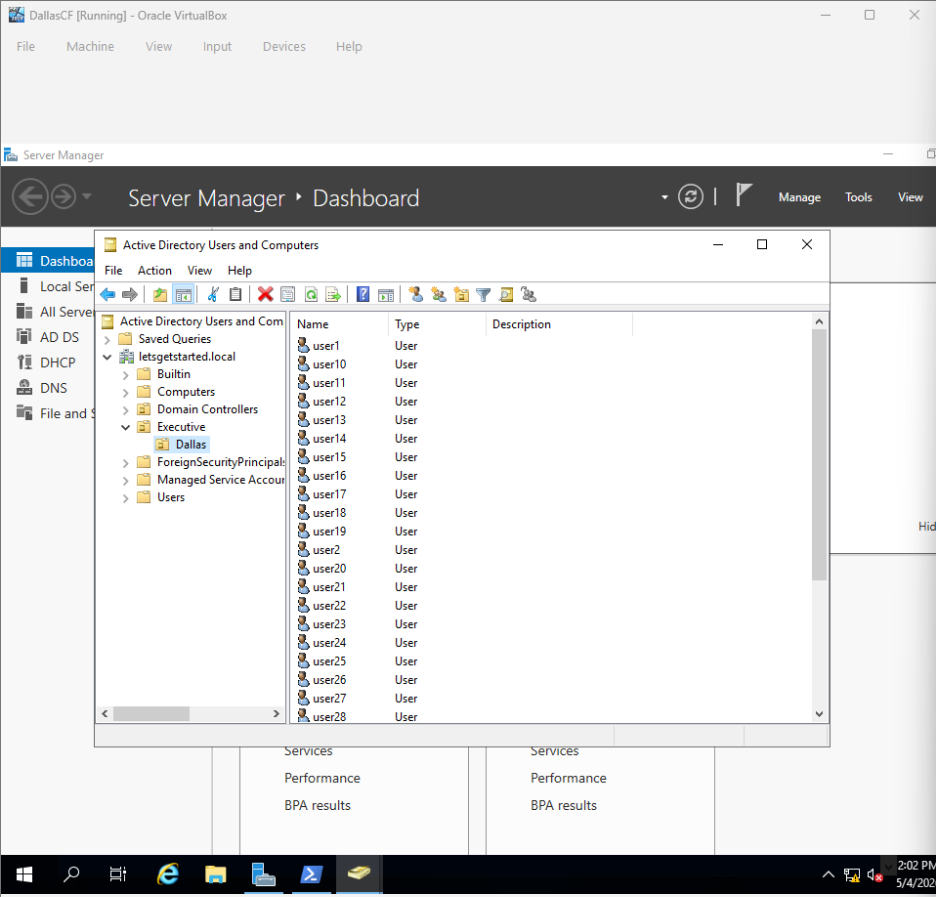 DallasCF [Running] - Oracle VirtualBox
File Machine View Input Devices Help
Server Manager
Server Manager Dashboard
Manage Tools View
Dashboa
Local Ser
All Server
AD DS
DHCP
DNS
File and S
Active Directory Users and Computers
File Action View Help
Active Directory Users and Com
Saved Queries
letsgetstarted.local
Builtin
Computers
Domain Controllers
Executive
Dallas
ForeignSecurityPrincipals
Managed Service Accour
Users
Name Type Description
user1 User
user10 User
user11 User
user12 User
user13 User
user14 User
user15 User
user16 User
user17 User
user18 User
user19 User
user2 User
user20 User
user21 User
user22 User
user23 User
user24 User
user25 User
user26 User
user27 User
user28 User
Hid
Services
Performance
BPA results
Services
Performance
BPA results
2:02 PM
5/4/202